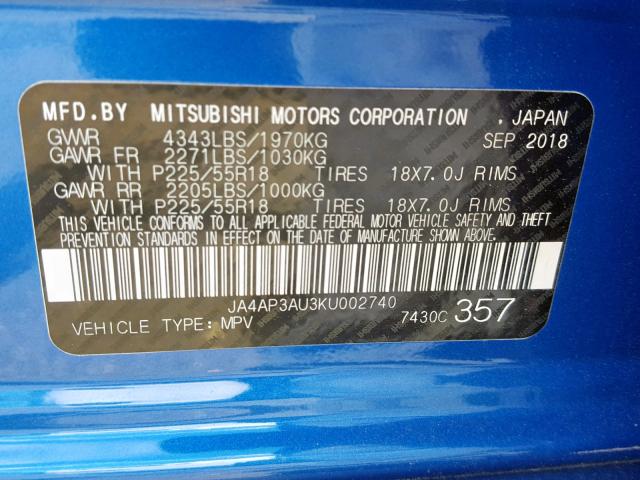 MFD.BY MITSUBISHI MOTORS CORPORATION . JAPAN
GVWR 4343LBS/1970KG SEP 2018
GAWR FR 2271LBS/1030KG
WITH P225/55R18 TIRES 18X7.0J RIMS
GAWR RR 2205LBS/1000KG
WITH P225/55R18 TIRES 18X7.0J RIMS
THIS VEHICLE CONFORMS TO ALL APPLICABLE FEDERAL MOTOR VEHICLE SAFETY AND THEFT
PREVENTION STANDARDS IN EFFECT ON THE DATE OF MANUFACTURE SHOWN ABOVE.
JA4AP3AU3KU002740
VEHICLE TYPE: MPV 7430C 357